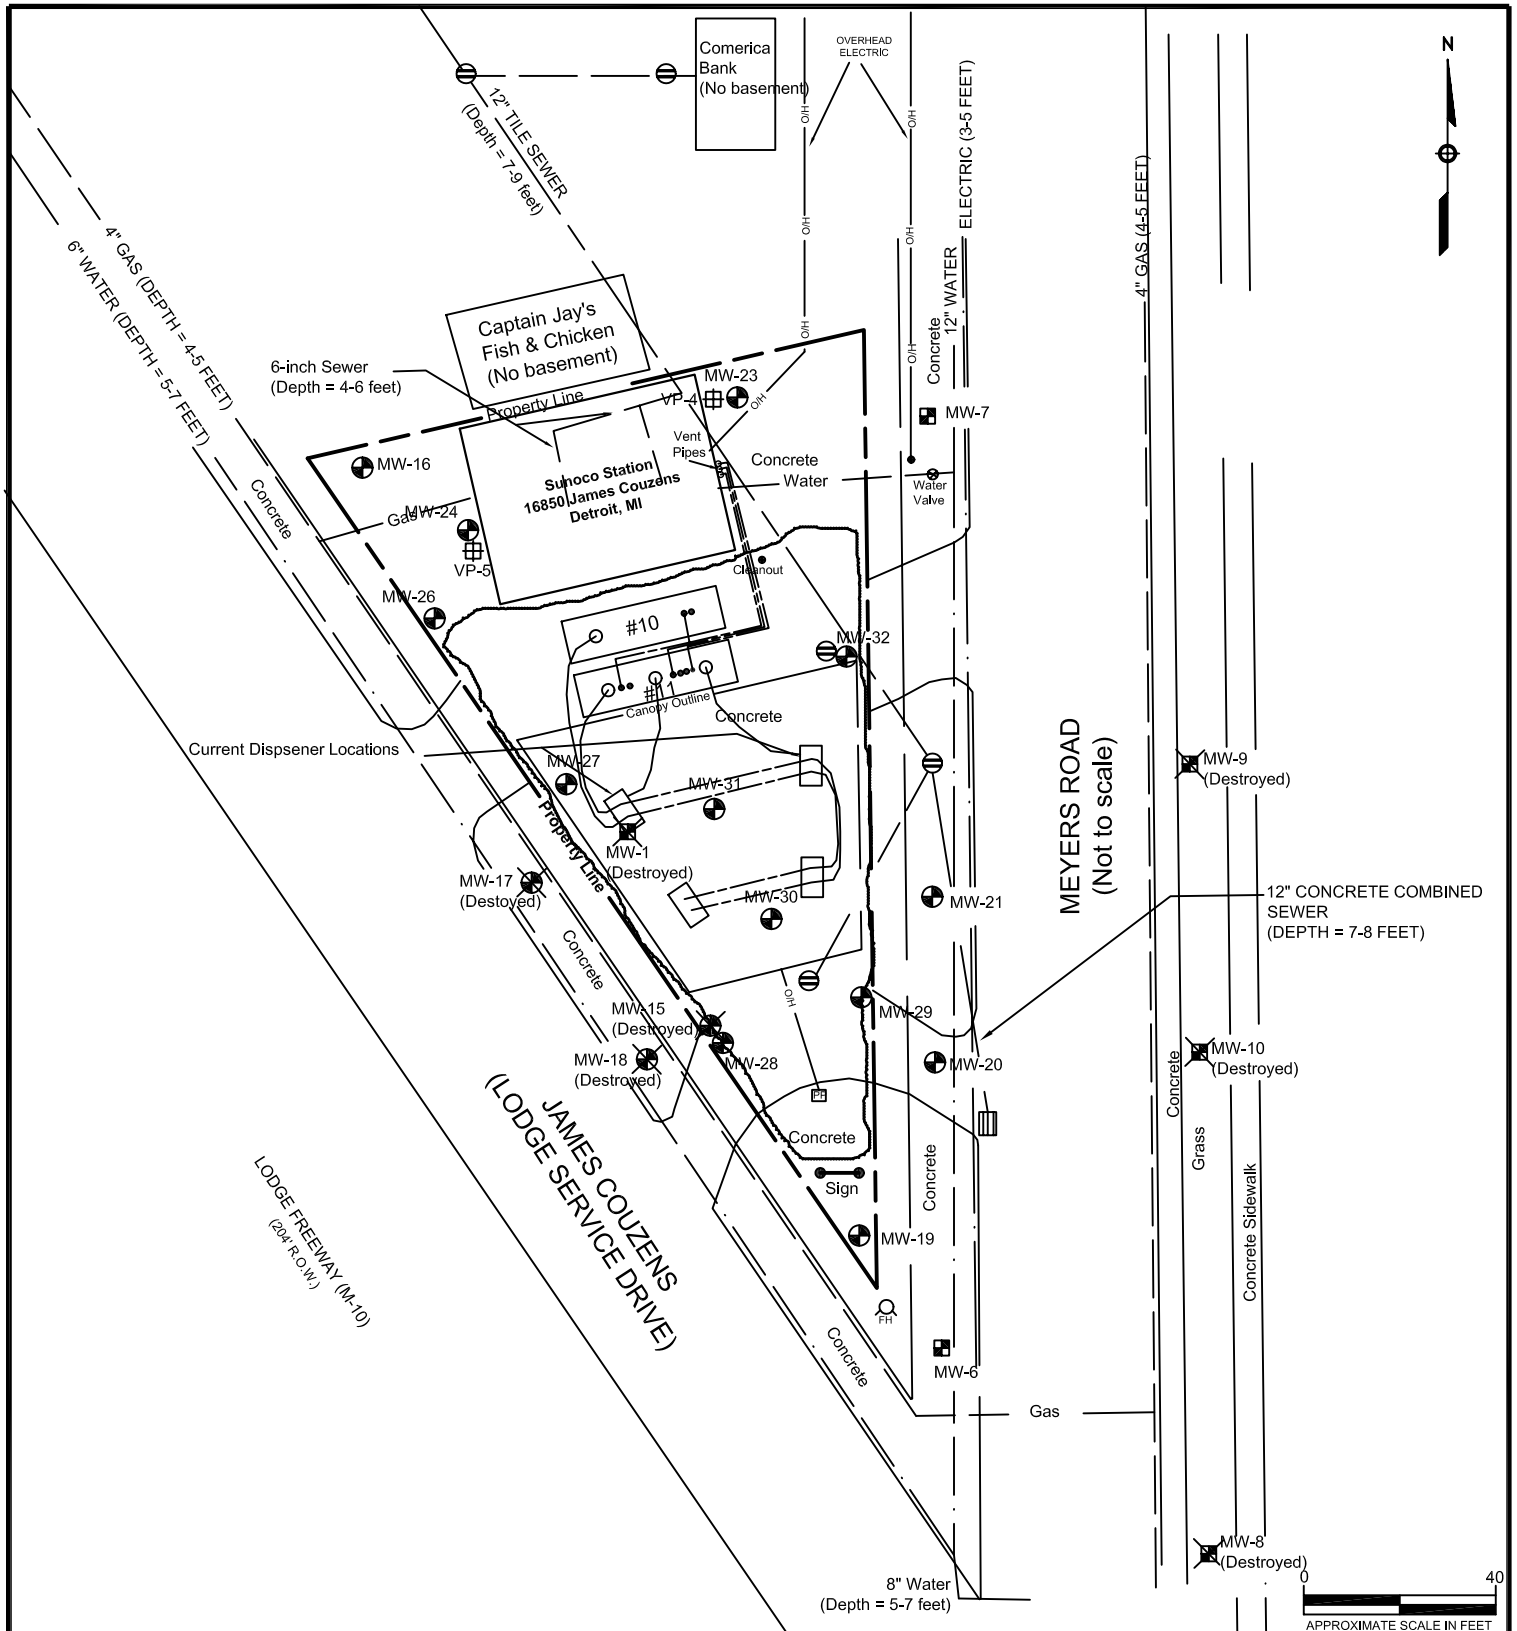 Comerica
Bank
(No basement)
OVERHEAD
ELECTRIC
N
O/H
O/H
O/H
O/H
O/H
O/H
O/H
O/H
ELECTRIC (3-5 FEET)
12" WATER
Concrete
4" GAS (4-5 FEET)
12" TILE SEWER
(Depth = 7-9 feet)
4" GAS (DEPTH = 4-5 FEET)
6" WATER (DEPTH = 5-7 FEET)
Captain Jay's
Fish & Chicken
(No basement)
6-inch Sewer
(Depth = 4-6 feet)
Property Line
MW-23
VP-4
MW-7
Vent
Pipes
Concrete
Water
Water
Valve
MW-16
Concrete
Gas
MW-24
VP-5
Sunoco Station
16850 James Couzens
Detroit, MI
Cleanout
MW-26
#10
MW-32
#11
Canopy Outline
Concrete
Current Dispsener Locations
MW-27
MW-31
Property Line
MW-1
(Destroyed)
MW-17
(Destoyed)
MW-30
MW-21
MEYERS ROAD
(Not to scale)
MW-9
(Destroyed)
12" CONCRETE COMBINED
SEWER
(DEPTH = 7-8 FEET)
Concrete
O/H
MW-15
(Destroyed)
MW-29
MW-18
(Destroyed)
MW-28
MW-20
MW-10
(Destroyed)
PF
Concrete
Concrete
Grass
Concrete
Concrete Sidewalk
Sign
JAMES COUZENS
(LODGE SERVICE DRIVE)
LODGE FREEWAY (M-10)
(204' R.O.W.)
MW-19
FH
Concrete
MW-6
Gas
MW-8
(Destroyed)
8" Water
(Depth = 5-7 feet)
0
40
APPROXIMATE SCALE IN FEET